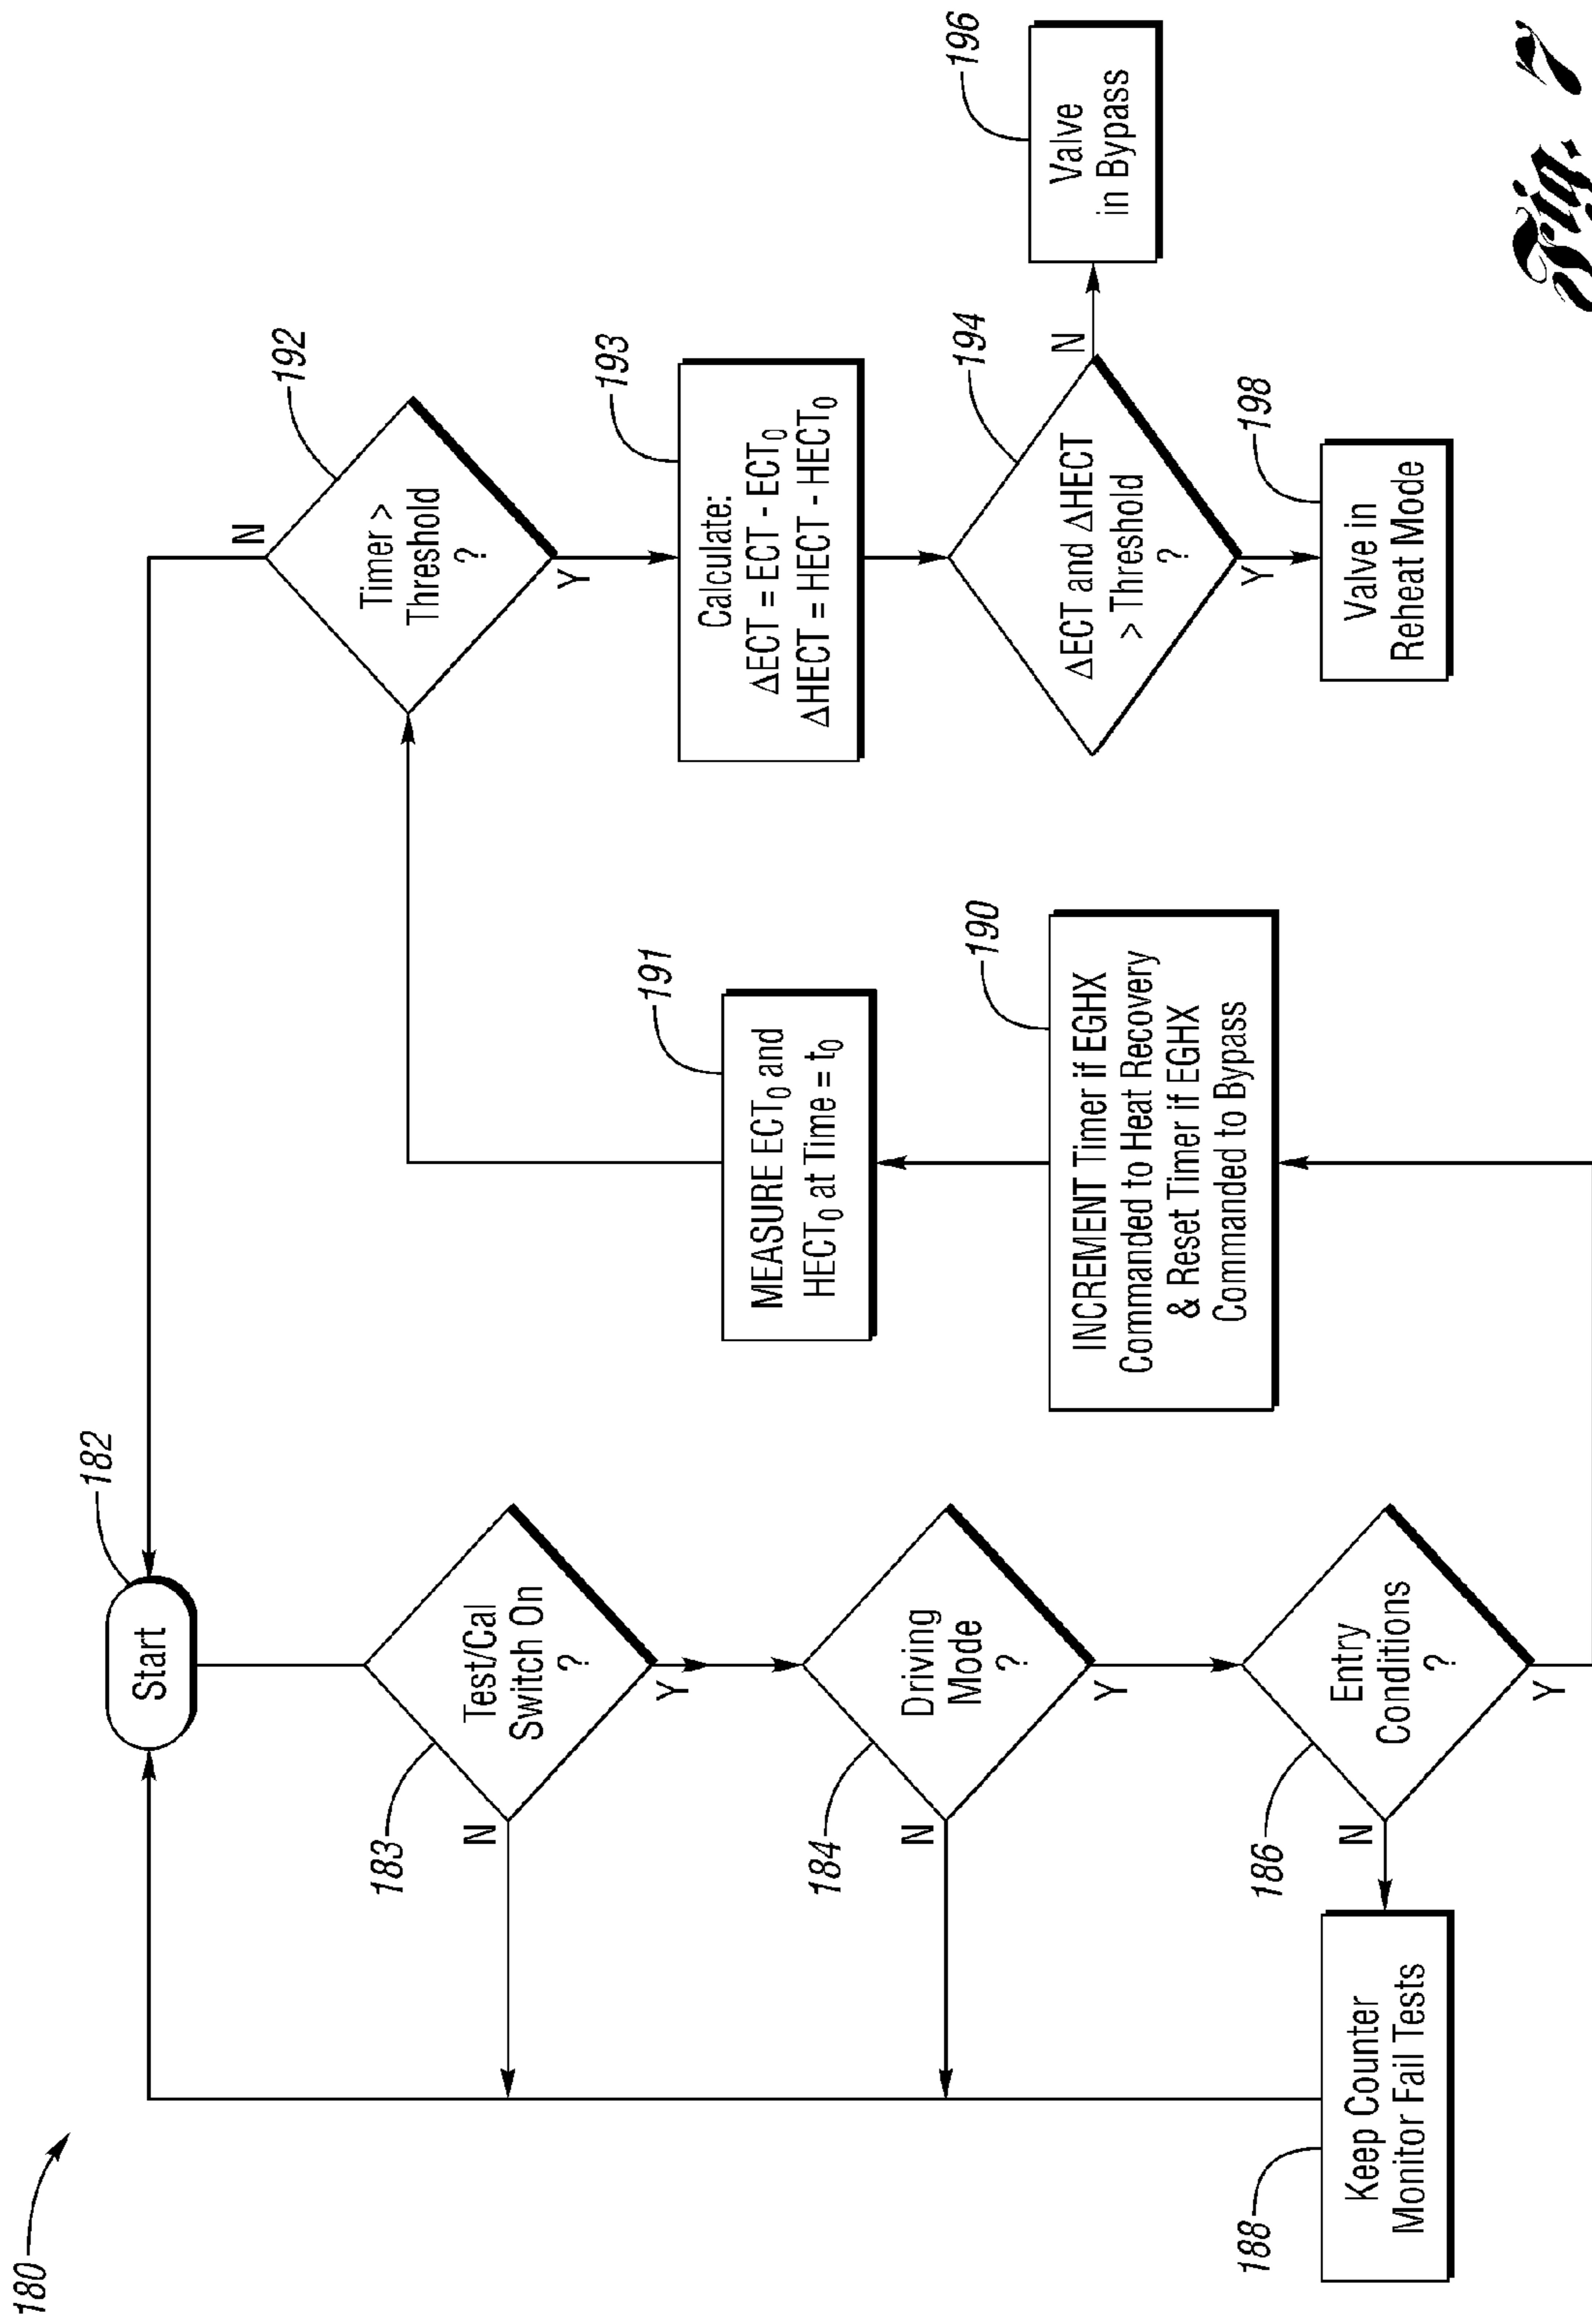 180
182
Start
183
Test/Cal
Switch On
?
N
Y
184
Driving
Mode
?
N
Y
186
Entry
Conditions
?
N
Y
188
Keep Counter
Monitor Fail Tests
190
INCREMENT Timer if EGHX
Commanded to Heat Recovery
& Reset Timer if EGHX
Commanded to Bypass
191
MEASURE ECT₀ and
HECT₀ at Time = t₀
192
Timer >
Threshold
?
N
Y
193
Calculate:
ΔECT = ECT - ECT₀
ΔHECT = HECT - HECT₀
194
ΔECT and ΔHECT
> Threshold
?
N
Y
196
Valve
in Bypass
198
Valve in
Reheat Mode